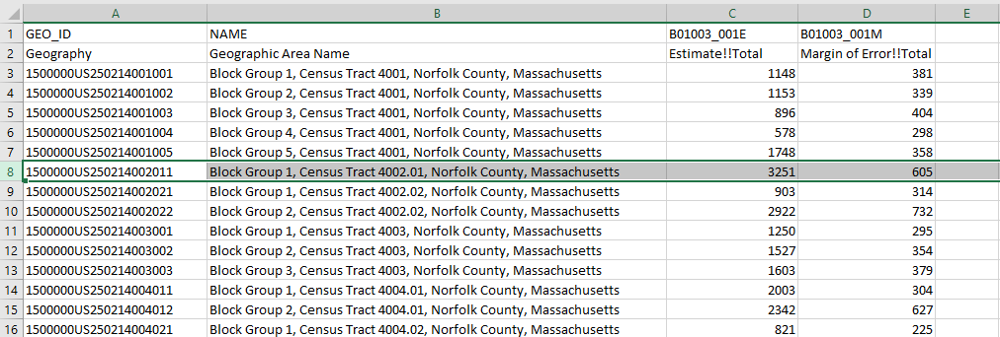 A B C D E
1 GEO_ID NAME B01003_001E B01003_001M
2 Geography Geographic Area Name Estimate!!Total Margin of Error!!Total
3 1500000US250214001001 Block Group 1, Census Tract 4001, Norfolk County, Massachusetts 1148 381
4 1500000US250214001002 Block Group 2, Census Tract 4001, Norfolk County, Massachusetts 1153 339
5 1500000US250214001003 Block Group 3, Census Tract 4001, Norfolk County, Massachusetts 896 404
6 1500000US250214001004 Block Group 4, Census Tract 4001, Norfolk County, Massachusetts 578 298
7 1500000US250214001005 Block Group 5, Census Tract 4001, Norfolk County, Massachusetts 1748 358
8 1500000US250214002011 Block Group 1, Census Tract 4002.01, Norfolk County, Massachusetts 3251 605
9 1500000US250214002021 Block Group 1, Census Tract 4002.02, Norfolk County, Massachusetts 903 314
10 1500000US250214002022 Block Group 2, Census Tract 4002.02, Norfolk County, Massachusetts 2922 732
11 1500000US250214003001 Block Group 1, Census Tract 4003, Norfolk County, Massachusetts 1250 295
12 1500000US250214003002 Block Group 2, Census Tract 4003, Norfolk County, Massachusetts 1527 354
13 1500000US250214003003 Block Group 3, Census Tract 4003, Norfolk County, Massachusetts 1603 379
14 1500000US250214004011 Block Group 1, Census Tract 4004.01, Norfolk County, Massachusetts 2003 304
15 1500000US250214004012 Block Group 2, Census Tract 4004.01, Norfolk County, Massachusetts 2342 627
16 1500000US250214004021 Block Group 1, Census Tract 4004.02, Norfolk County, Massachusetts 821 225